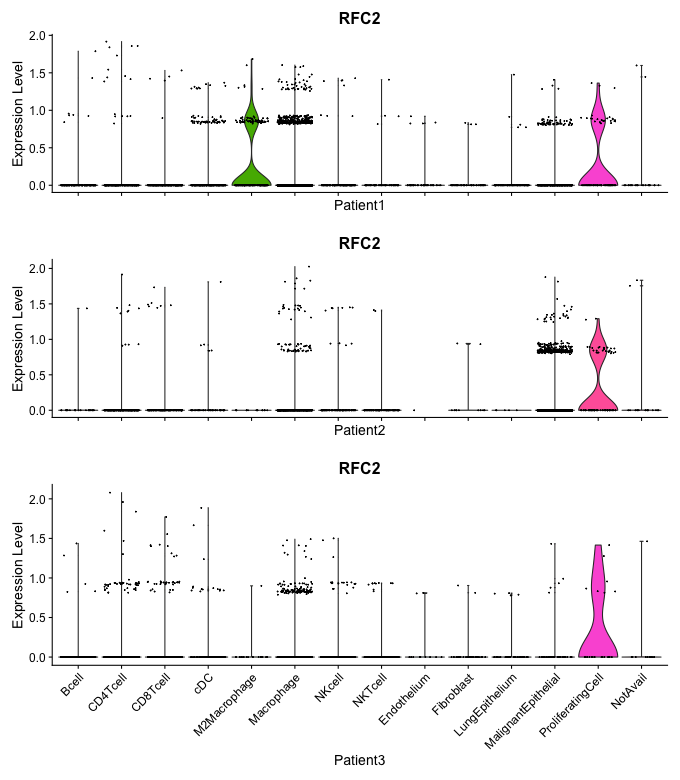 RFC2
Expression Level
2.0
1.5
1.0
0.5
0.0
Patient1
RFC2
Expression Level
2.0
1.5
1.0
0.5
0.0
Patient2
RFC2
Expression Level
2.0
1.5
1.0
0.5
0.0
Bcell
CD4Tcell
CD8Tcell
cDC
M2Macrophage
Macrophage
NKcell
NKTcell
Endothelium
Fibroblast
LungEpithelium
MalignantEpithelial
ProliferatingCell
NotAvail
Patient3